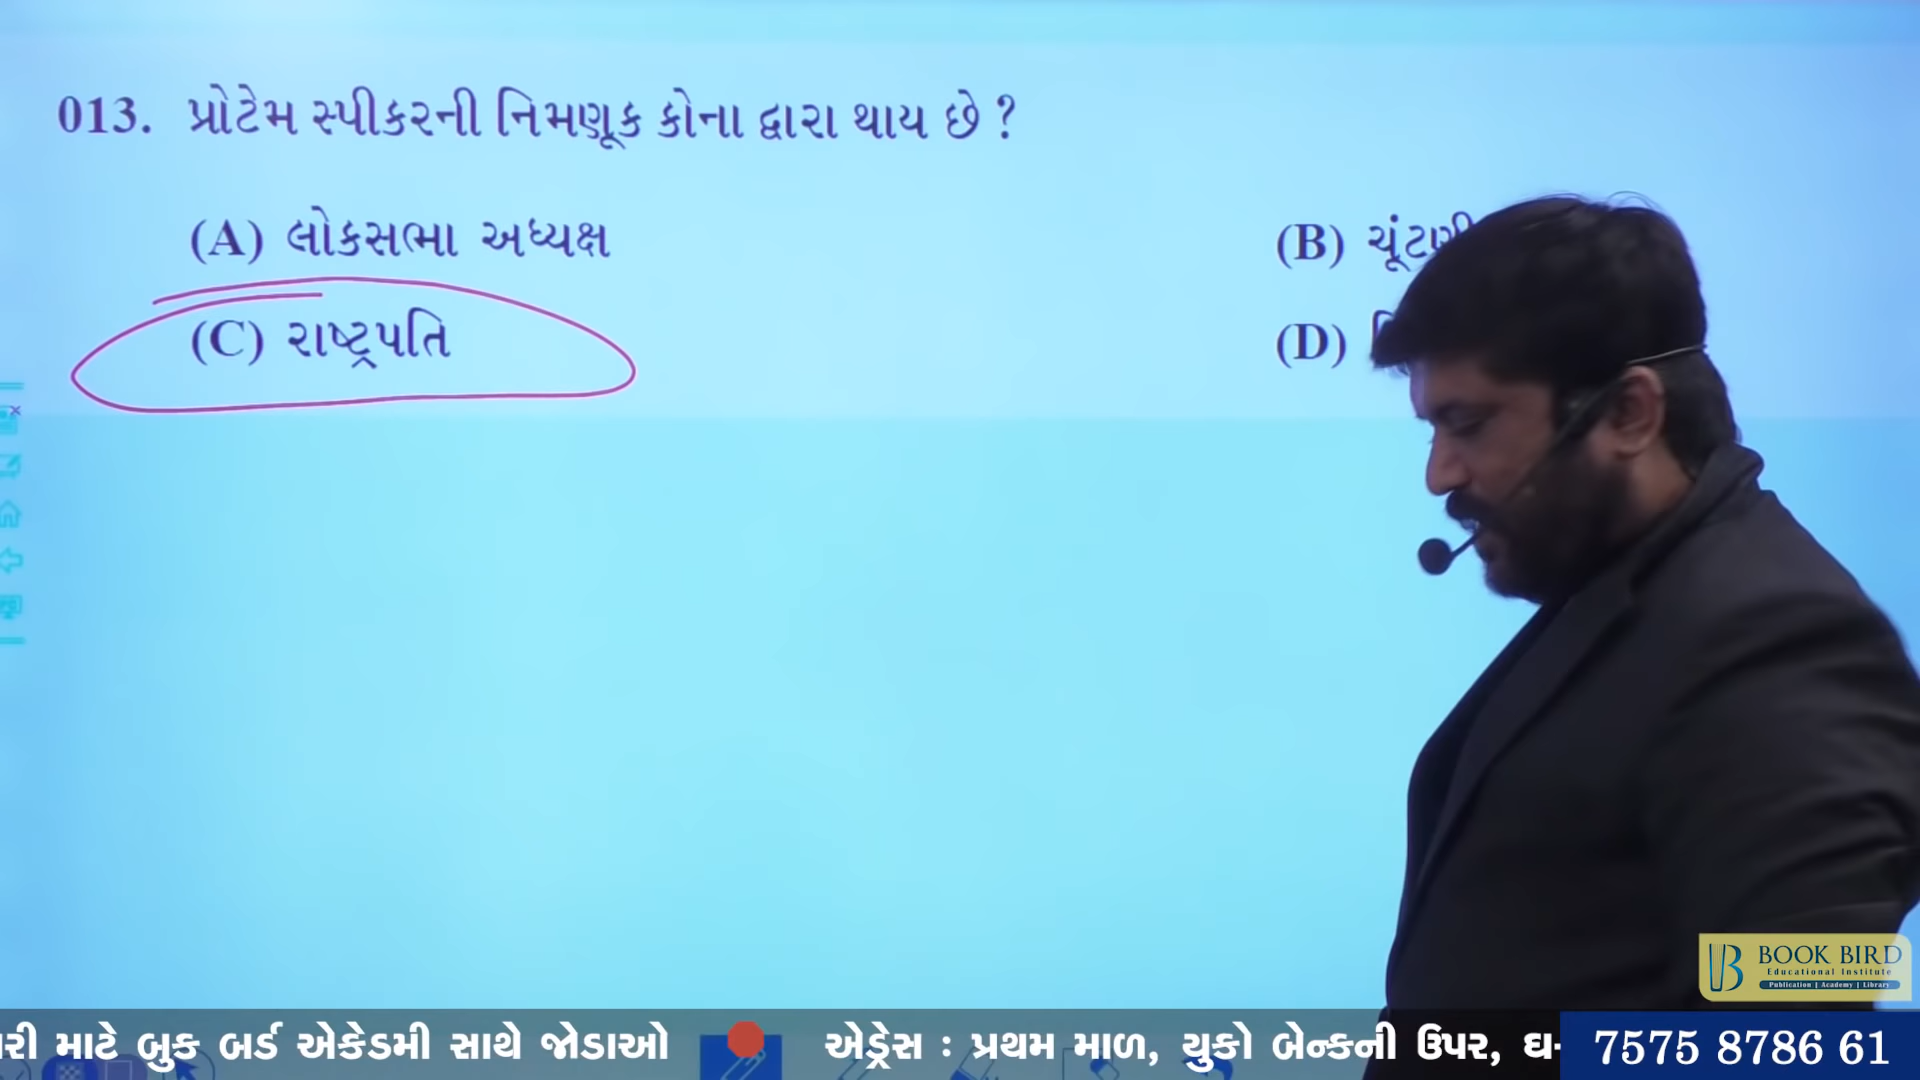 013. પ્રોટેમ સ્પીકરની નિમણૂક કોના દ્વારા થાય છે ?
(A) લોકસભા અધ્યક્ષ
(B)
(C) રાષ્ટ્રપતિ
(D)
BOOK BIRD
Educational Institute
Publication | Academy | Library
માટે બુક બર્ડ એકેડમી સાથે જોડાઓ
એડ્રેસ : પ્રથમ માળ, યુકો બેન્કની ઉપર,
7575 8786 61